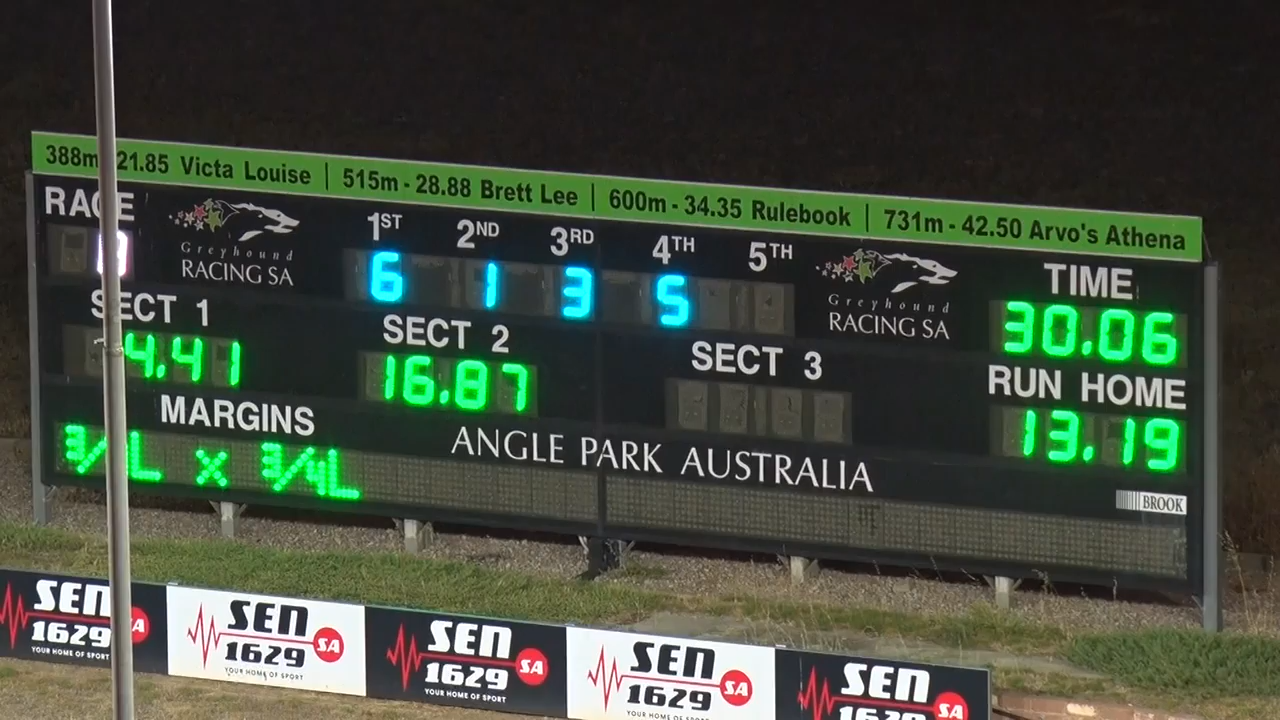 388m 21.85 Victa Louise | 515m - 28.88 Brett Lee | 600m - 34.35 Rulebook | 731m - 42.50 Arvo's Athena
RACE
Greyhound
RACING SA
1ST 2ND 3RD 4TH 5TH
6 1 3 5
Greyhound
RACING SA
TIME
30.06
SECT 1
4.41
SECT 2
16.87
SECT 3
RUN HOME
13.19
MARGINS
3/4L x 3/4L
ANGLE PARK AUSTRALIA
BROOK
SEN SA
1629
YOUR HOME OF SPORT
SEN
1629 SA
YOUR HOME OF SPORT
SEN
1629 SA
YOUR HOME OF SPORT
SEN
1629 SA
YOUR HOME OF SPORT
SEN
1629 SA